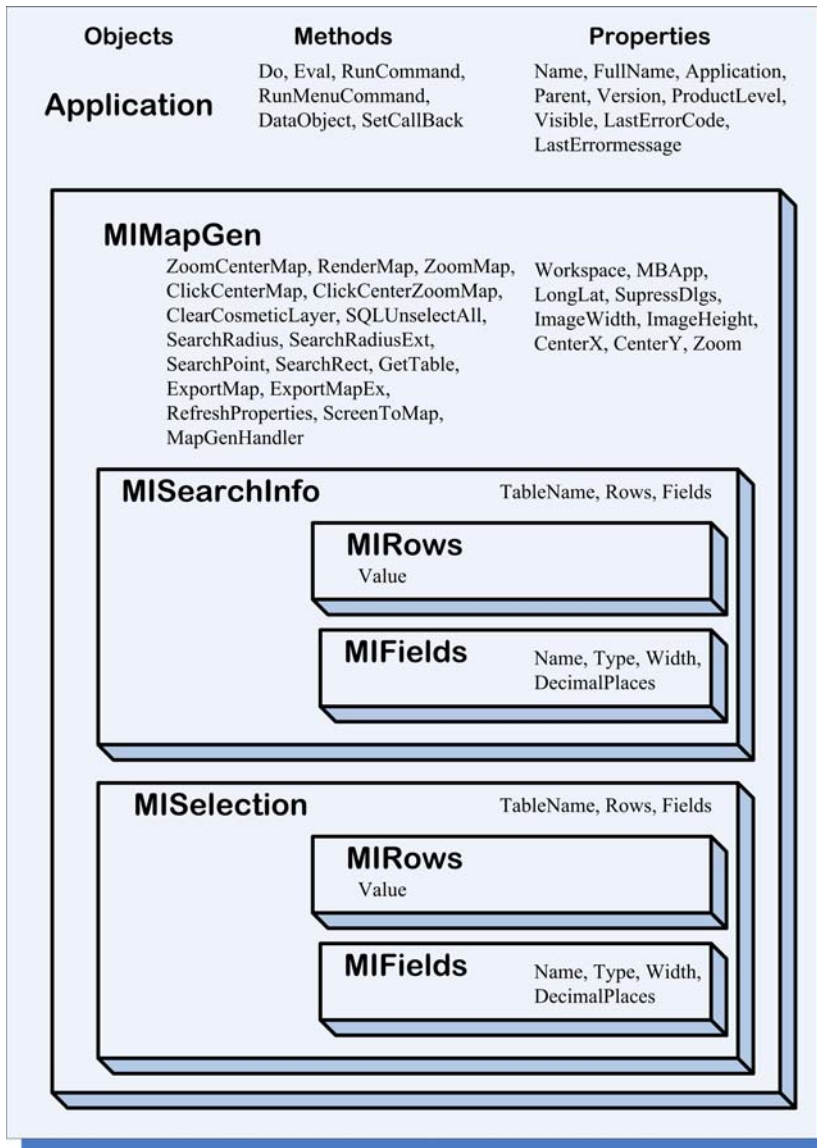 Objects Methods Properties
Application
Do, Eval, RunCommand,
RunMenuCommand,
DataObject, SetCallBack
Name, FullName, Application,
Parent, Version, ProductLevel,
Visible, LastErrorCode,
LastErrormessage
MIMapGen
ZoomCenterMap, RenderMap, ZoomMap,
ClickCenterMap, ClickCenterZoomMap,
ClearCosmeticLayer, SQLUnselectAll,
SearchRadius, SearchRadiusExt,
SearchPoint, SearchRect, GetTable,
ExportMap, ExportMapEx,
RefreshProperties, ScreenToMap,
MapGenHandler
Workspace, MBApp,
LongLat, SupressDlgs,
ImageWidth, ImageHeight,
CenterX, CenterY, Zoom
MISearchInfo
TableName, Rows, Fields
MIRows
Value
MIFields
Name, Type, Width,
DecimalPlaces
MISelection
TableName, Rows, Fields
MIRows
Value
MIFields
Name, Type, Width,
DecimalPlaces